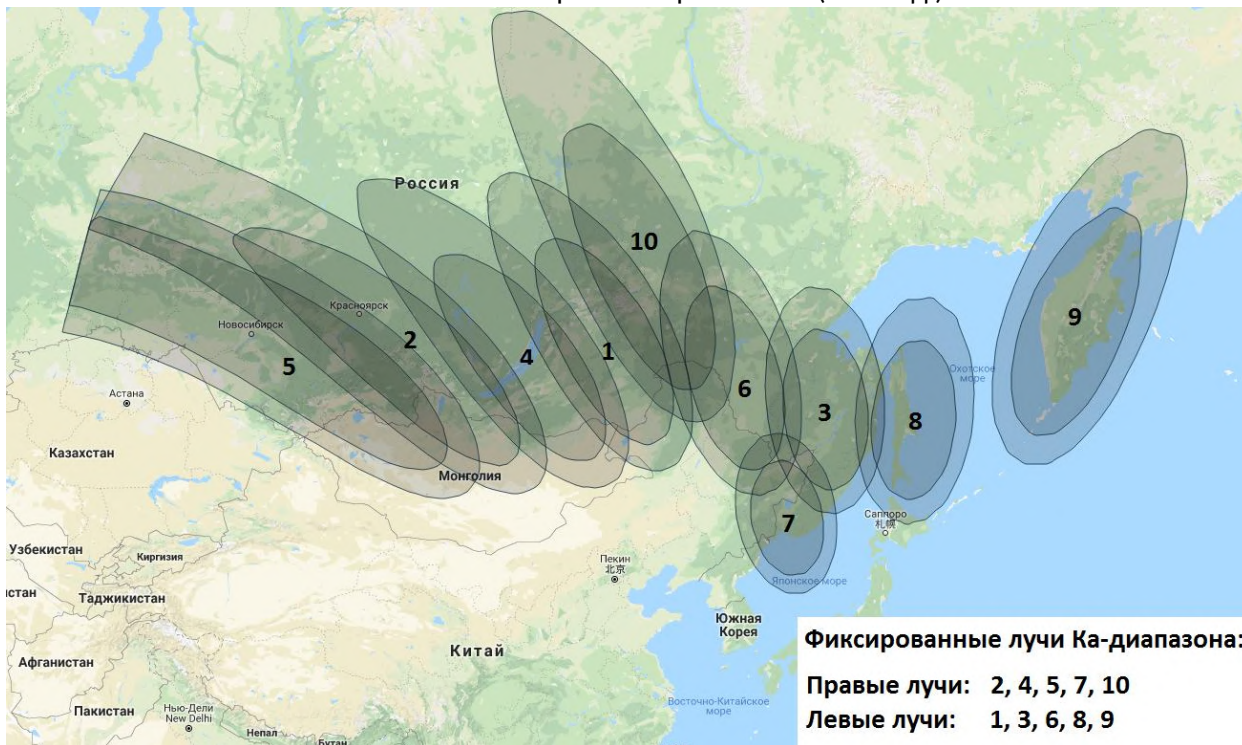 Россия
10
Красноярск
Новосибирск
9
2
4
1
5
6
3
8
Охотское
море
Астана
Казахстан
Монголия
Саппоро
札幌
7
Узбекистан
Киргизия
Пекин
北京
Японское море
стан
Таджикистан
Южная
Корея
Китай
Афганистан
Пакистан
Нью-Дели
New Delhi
Восточно-Китайское
море
Непал
Бутан
Фиксированные лучи Ка-диапазона:
Правые лучи: 2, 4, 5, 7, 10
Левые лучи: 1, 3, 6, 8, 9